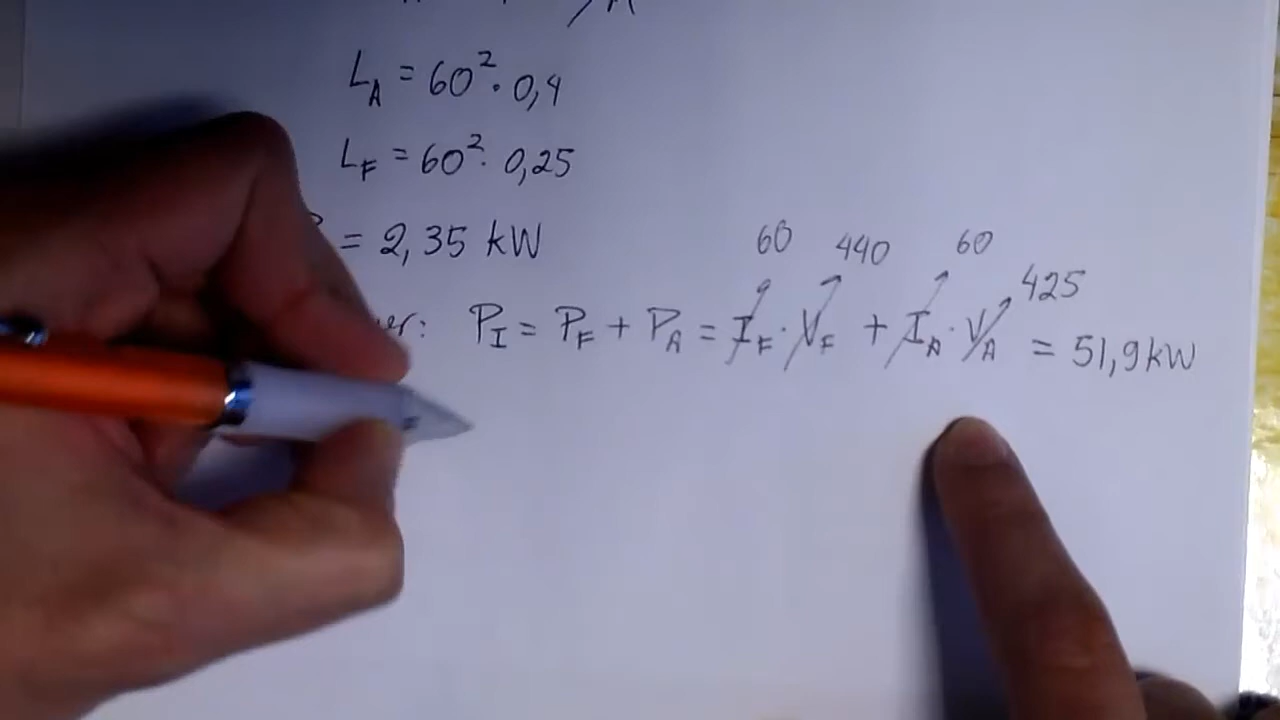 L_A = 60² · 0,4
L_F = 60² · 0,25
= 2,35 kW
60 440 60 425
P_I = P_F + P_A = I_F · V_F + I_A · V_A = 51,9 kW